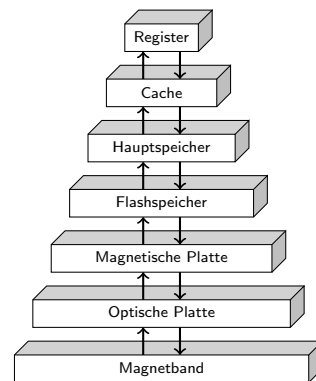 Register
Cache
Hauptspeicher
Flashspeicher
Magnetische Platte
Optische Platte
Magnetband